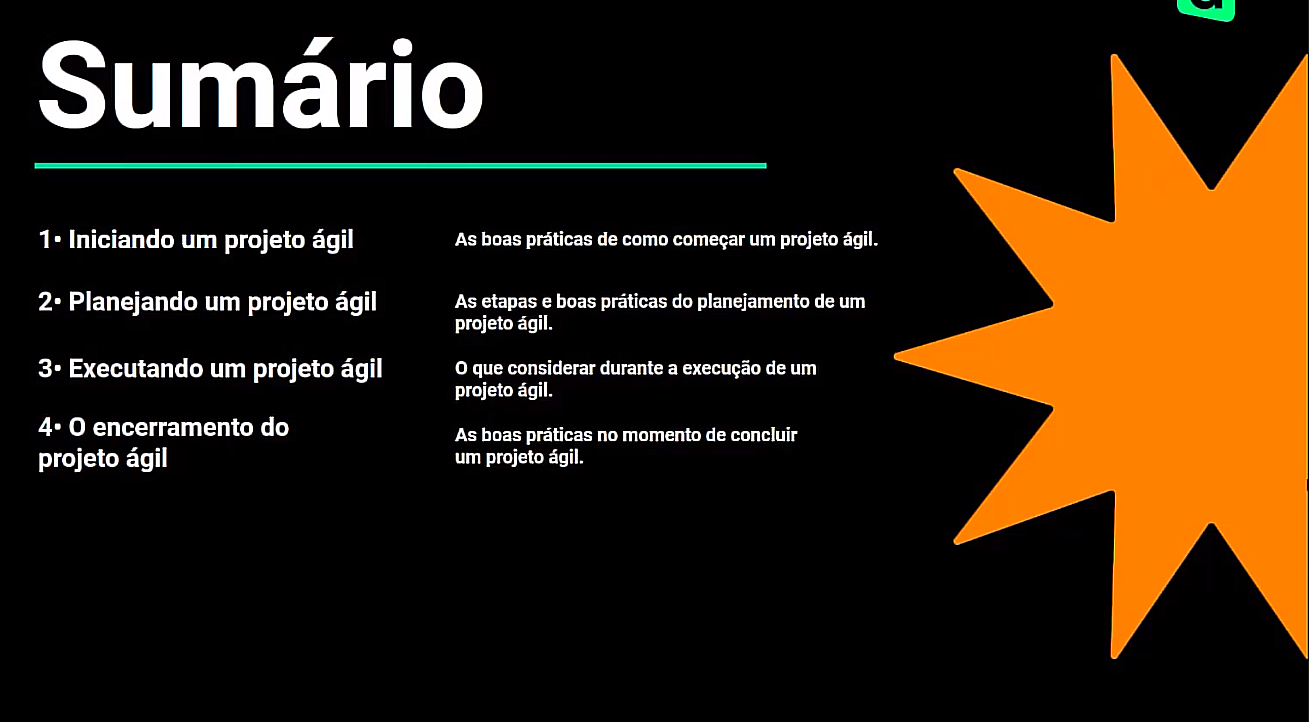 Sumário
1• Iniciando um projeto ágil
As boas práticas de como começar um projeto ágil.
2• Planejando um projeto ágil
As etapas e boas práticas do planejamento de um
projeto ágil.
3• Executando um projeto ágil
O que considerar durante a execução de um
projeto ágil.
4• O encerramento do
projeto ágil
As boas práticas no momento de concluir
um projeto ágil.